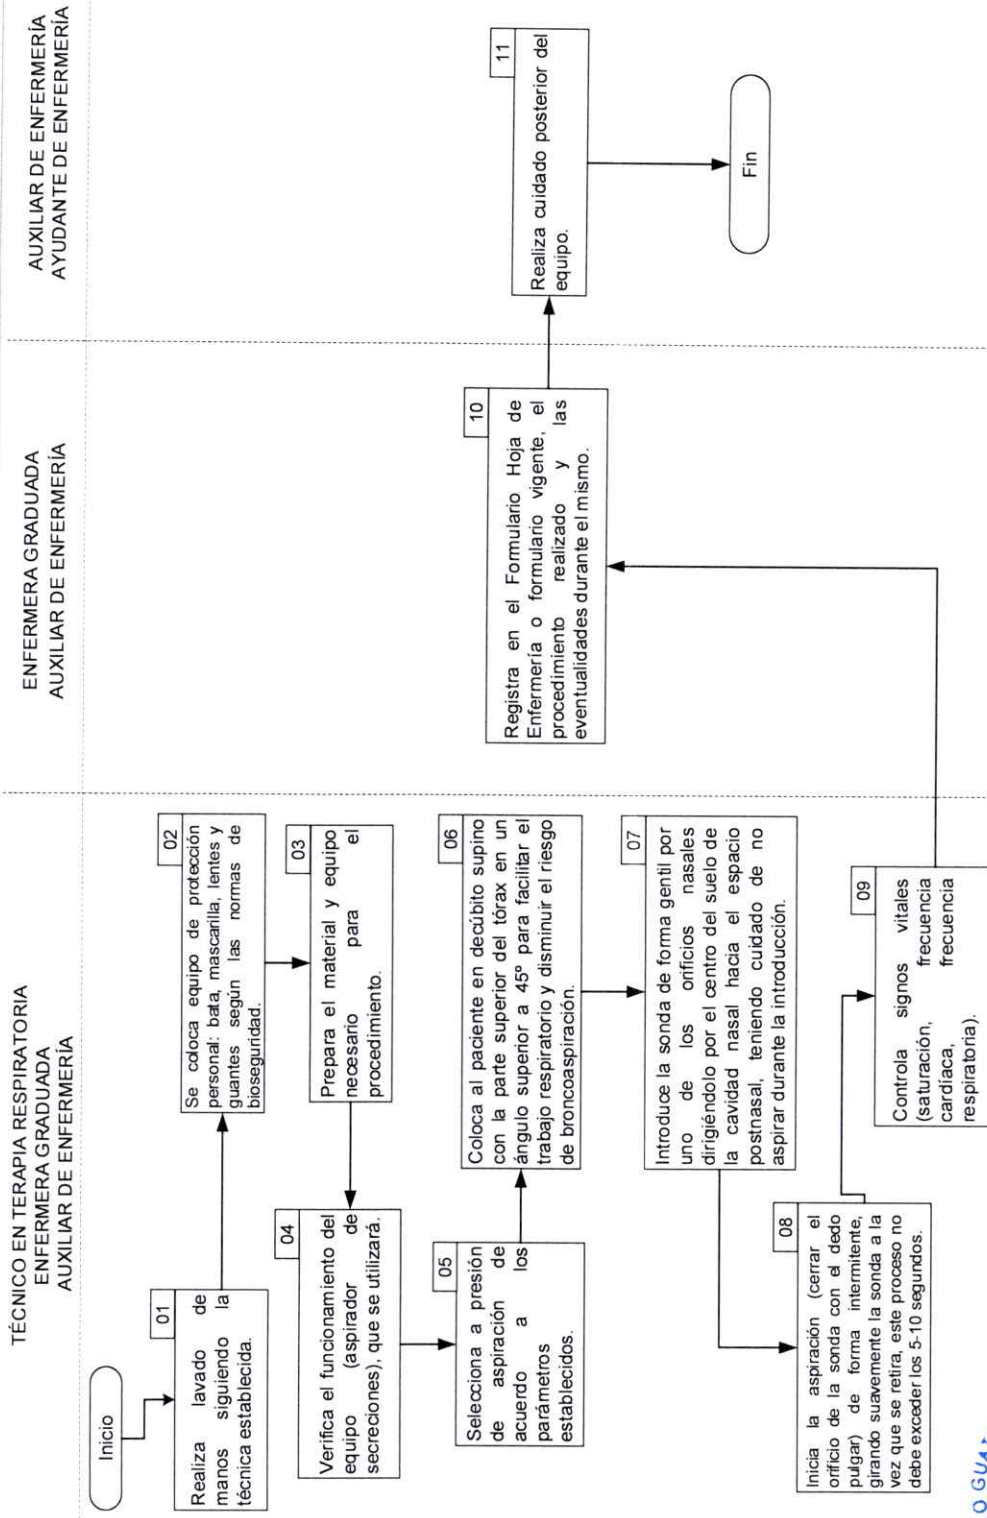 TÉCNICO EN TERAPIA RESPIRATORIA
ENFERMERA GRADUADA
AUXILIAR DE ENFERMERÍA
ENFERMERA GRADUADA
AUXILIAR DE ENFERMERÍA
AUXILIAR DE ENFERMERÍA
AYUDANTE DE ENFERMERÍA
Inicio
01
Realiza lavado de
manos siguiendo la
técnica establecida.
02
Se coloca equipo de protección
personal: bata, mascarilla, lentes y
guantes según las normas de
bioseguridad.
03
Prepara el material y equipo
necesario para el
procedimiento.
04
Verifica el funcionamiento del
equipo (aspirador de
secreciones), que se utilizará.
05
Selecciona a presión
de aspiración de
acuerdo a los
parámetros
establecidos.
06
Coloca al paciente en decúbito supino
con la parte superior del tórax en un
ángulo superior a 45º para facilitar el
trabajo respiratorio y disminuir el riesgo
de broncoaspiración.
07
Introduce la sonda de forma gentil por
uno de los orificios nasales
dirigiéndolo por el centro del suelo de
la cavidad nasal hacia el espacio
postnasal, teniendo cuidado de no
aspirar durante la introducción.
08
Inicia la aspiración (cerrar el
orificio de la sonda con el dedo
pulgar) de forma intermitente,
girando suavemente la sonda a la
vez que se retira, este proceso no
debe exceder los 5-10 segundos.
09
Controla signos vitales
(saturación, frecuencia
cardíaca, frecuencia
respiratoria).
10
Registra en el Formulario Hoja de
Enfermería o formulario vigente, el
procedimiento realizado y las
eventualidades durante el mismo.
11
Realiza cuidado posterior del
equipo.
Fin